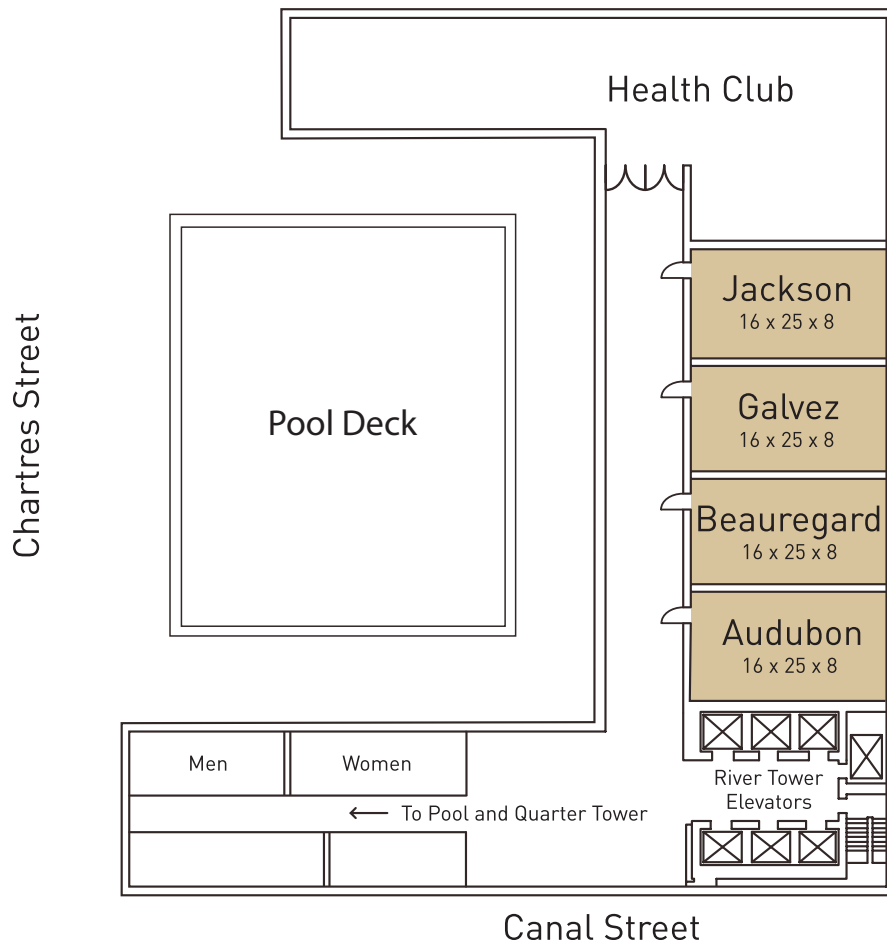 Health Club
Jackson
16 x 25 x 8
Chartres Street
Pool Deck
Galvez
16 x 25 x 8
Beauregard
16 x 25 x 8
Audubon
16 x 25 x 8
Men
Women
River Tower
Elevators
To Pool and Quarter Tower
Canal Street